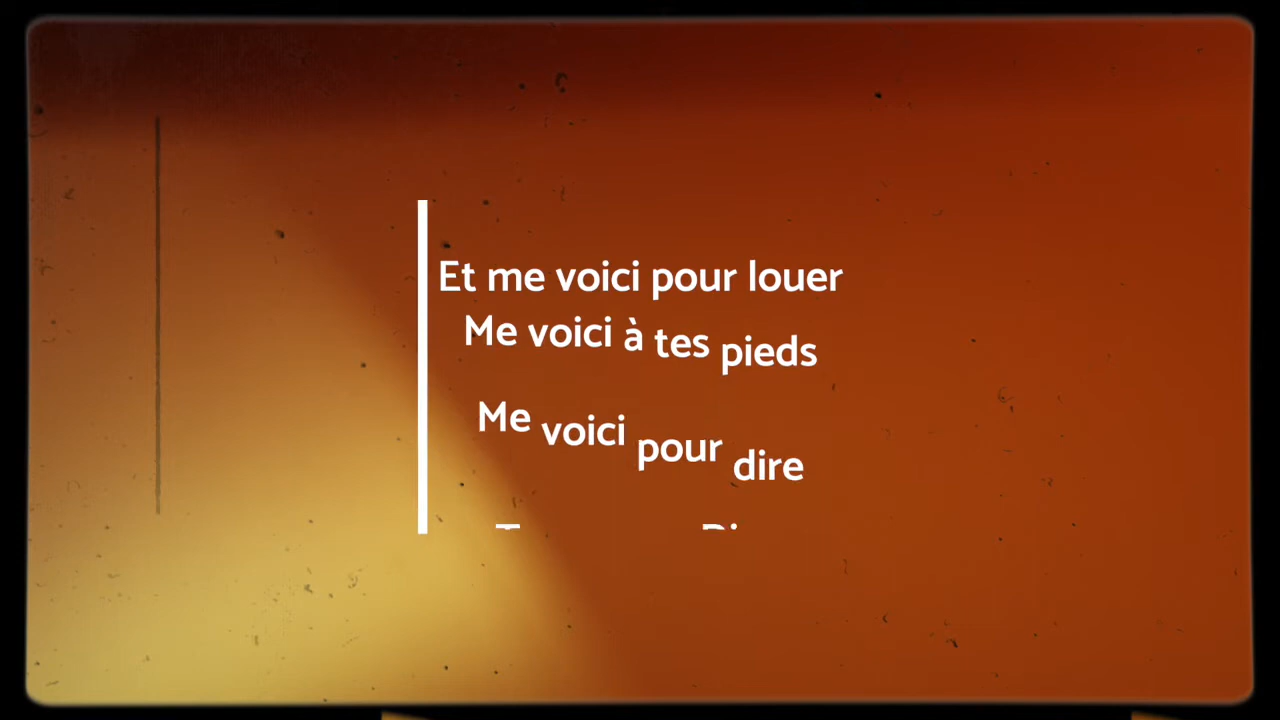 Et me voici pour louer
Me voici à tes pieds
Me voici pour dire